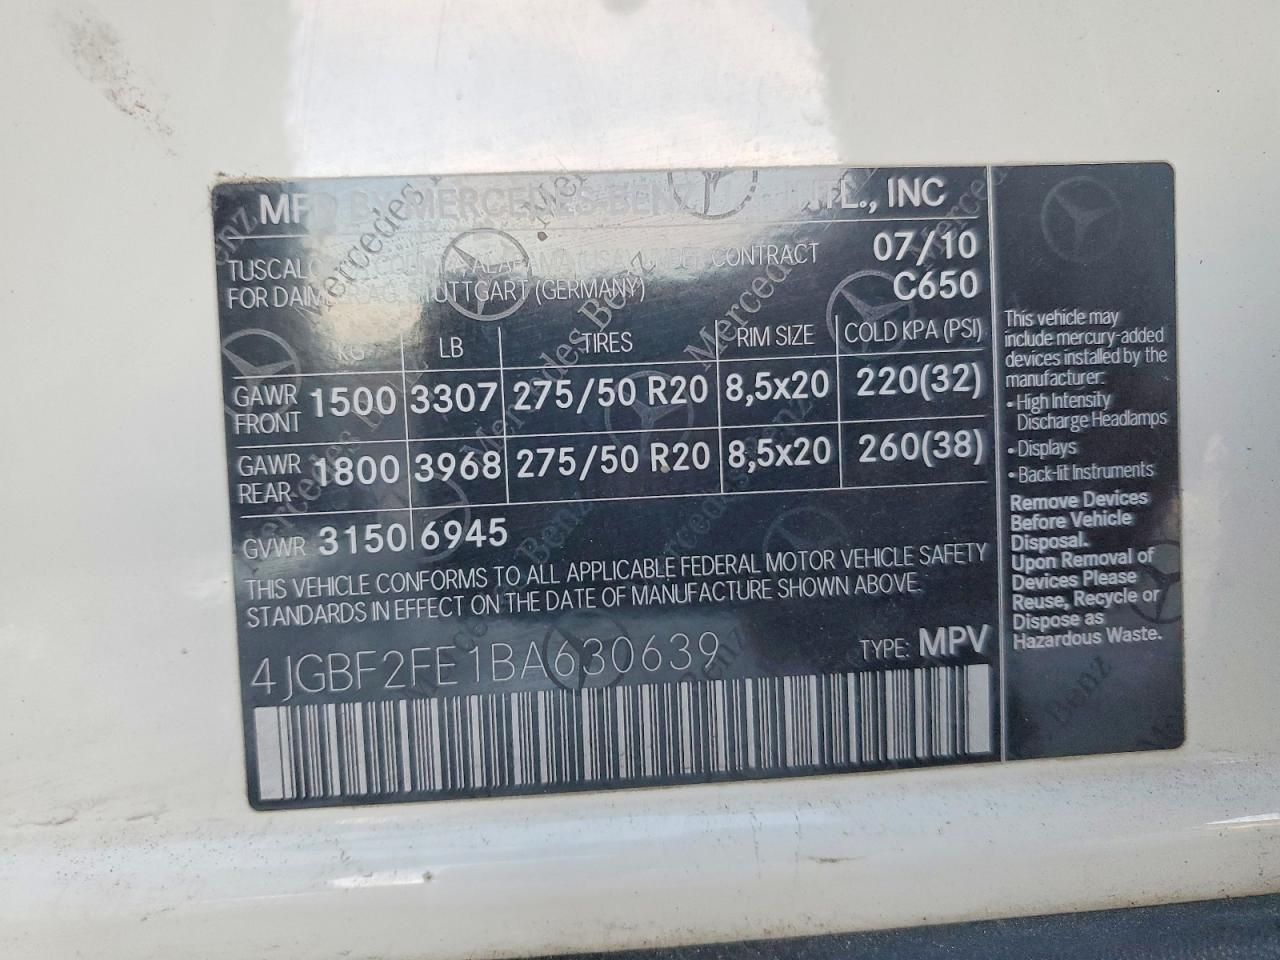 MFD BY MERCEDES-BENZ INTL., INC
07/10
TUSCALOOSA, ALABAMA, USA UNDER CONTRACT
FOR DAIMLER AG, STUTTGART (GERMANY)
C650
KG LB TIRES RIM SIZE COLD KPA (PSI)
GAWR FRONT 1500 3307 275/50 R20 8,5x20 220(32)
GAWR REAR 1800 3968 275/50 R20 8,5x20 260(38)
GVWR 3150 6945
THIS VEHICLE CONFORMS TO ALL APPLICABLE FEDERAL MOTOR VEHICLE SAFETY
STANDARDS IN EFFECT ON THE DATE OF MANUFACTURE SHOWN ABOVE.
4JGBF2FE1BA630639 TYPE: MPV
This vehicle may
include mercury-added
devices installed by the
manufacturer:
• High Intensity
Discharge Headlamps
• Displays
• Back-lit Instruments
Remove Devices
Before Vehicle
Disposal.
Upon Removal of
Devices Please
Reuse, Recycle or
Dispose as
Hazardous Waste.
Mercedes Benz